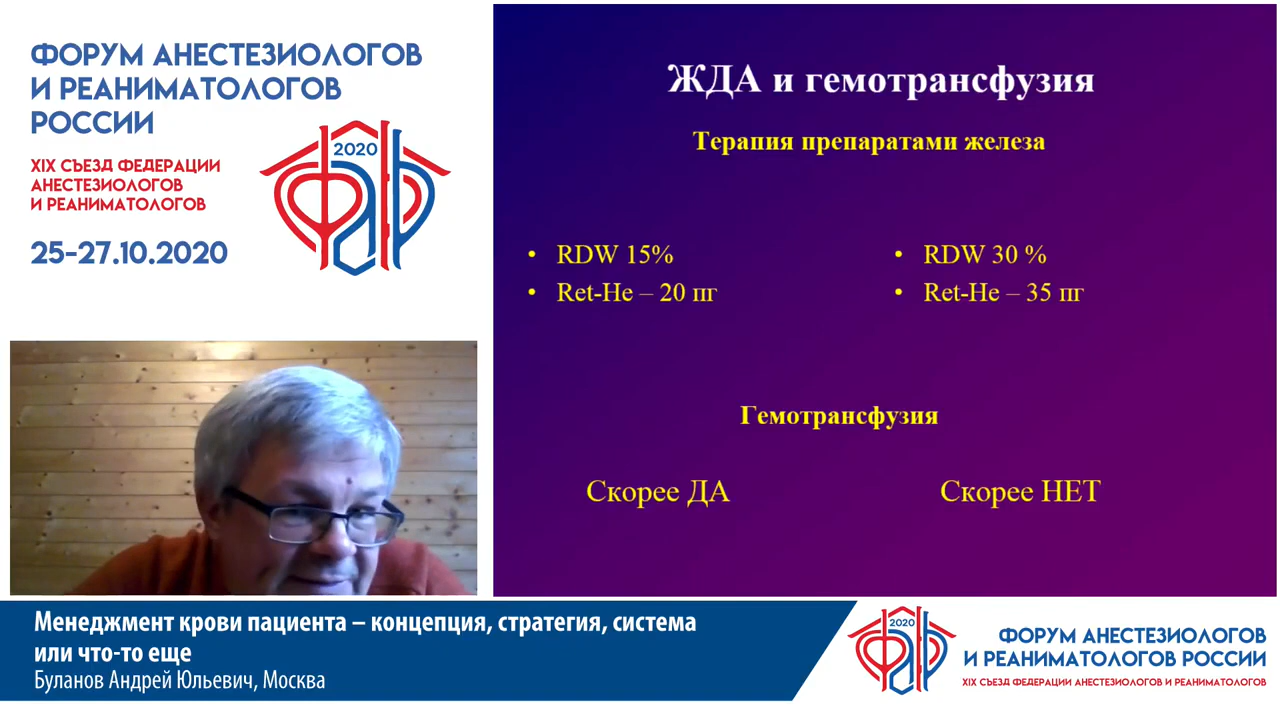 ФОРУМ АНЕСТЕЗИОЛОГОВ
И РЕАНИМАТОЛОГОВ
РОССИИ
XIX СЪЕЗД ФЕДЕРАЦИИ
АНЕСТЕЗИОЛОГОВ
И РЕАНИМАТОЛОГОВ
25-27.10.2020
2020
ФАР
ЖДА и гемотрансфузия
Терапия препаратами железа
• RDW 15%
• Ret-He – 20 пг
• RDW 30 %
• Ret-He – 35 пг
Гемотрансфузия
Скорее ДА
Скорее НЕТ
Менеджмент крови пациента – концепция, стратегия, система
или что-то еще
Буланов Андрей Юльевич, Москва
2020
ФАР
ФОРУМ АНЕСТЕЗИОЛОГОВ
И РЕАНИМАТОЛОГОВ РОССИИ
XIX СЪЕЗД ФЕДЕРАЦИИ АНЕСТЕЗИОЛОГОВ И РЕАНИМАТОЛОГОВ